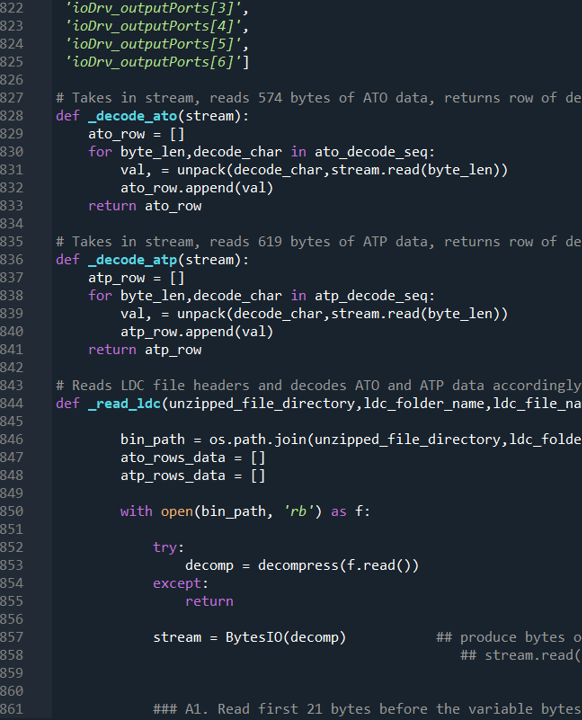 822 'ioDrv_outputPorts[3]',
823 'ioDrv_outputPorts[4]',
824 'ioDrv_outputPorts[5]',
825 'ioDrv_outputPorts[6]']
826
827 # Takes in stream, reads 574 bytes of ATO data, returns row of de
828 def _decode_ato(stream):
829     ato_row = []
830     for byte_len,decode_char in ato_decode_seq:
831         val, = unpack(decode_char,stream.read(byte_len))
832         ato_row.append(val)
833     return ato_row
834
835 # Takes in stream, reads 619 bytes of ATP data, returns row of de
836 def _decode_atp(stream):
837     atp_row = []
838     for byte_len,decode_char in atp_decode_seq:
839         val, = unpack(decode_char,stream.read(byte_len))
840         atp_row.append(val)
841     return atp_row
842
843 # Reads LDC file headers and decodes ATO and ATP data accordingly
844 def _read_ldc(unzipped_file_directory,ldc_folder_name,ldc_file_na
845
846         bin_path = os.path.join(unzipped_file_directory,ldc_folde
847         ato_rows_data = []
848         atp_rows_data = []
849
850         with open(bin_path, 'rb') as f:
851
852             try:
853                 decomp = decompress(f.read())
854             except:
855                 return
856
857             stream = BytesIO(decomp)           ## produce bytes o
858                                                   ## stream.read(
859
860
861             ### A1. Read first 21 bytes before the variable bytes